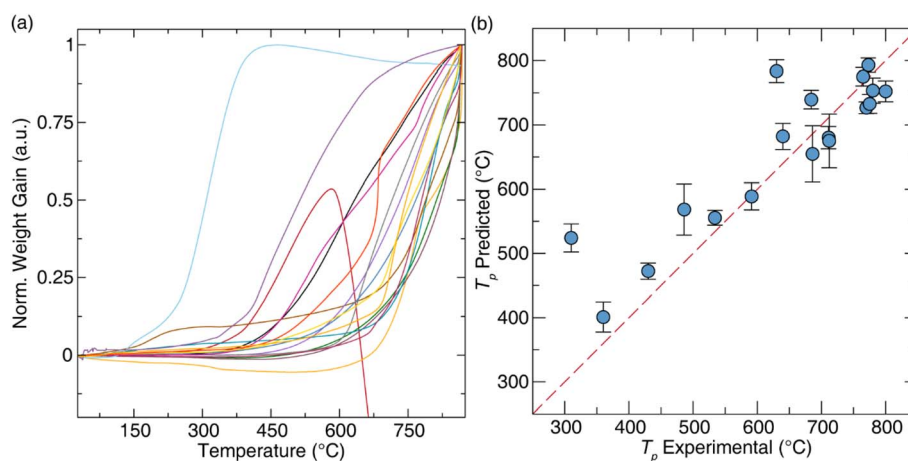 (a)
1
0.75
0.5
0.25
0
Norm. Weight Gain (a.u.)
150 300 450 600 750
Temperature (°C)
(b)
800
700
600
500
400
300
Tp Predicted (°C)
300 400 500 600 700 800
Tp Experimental (°C)